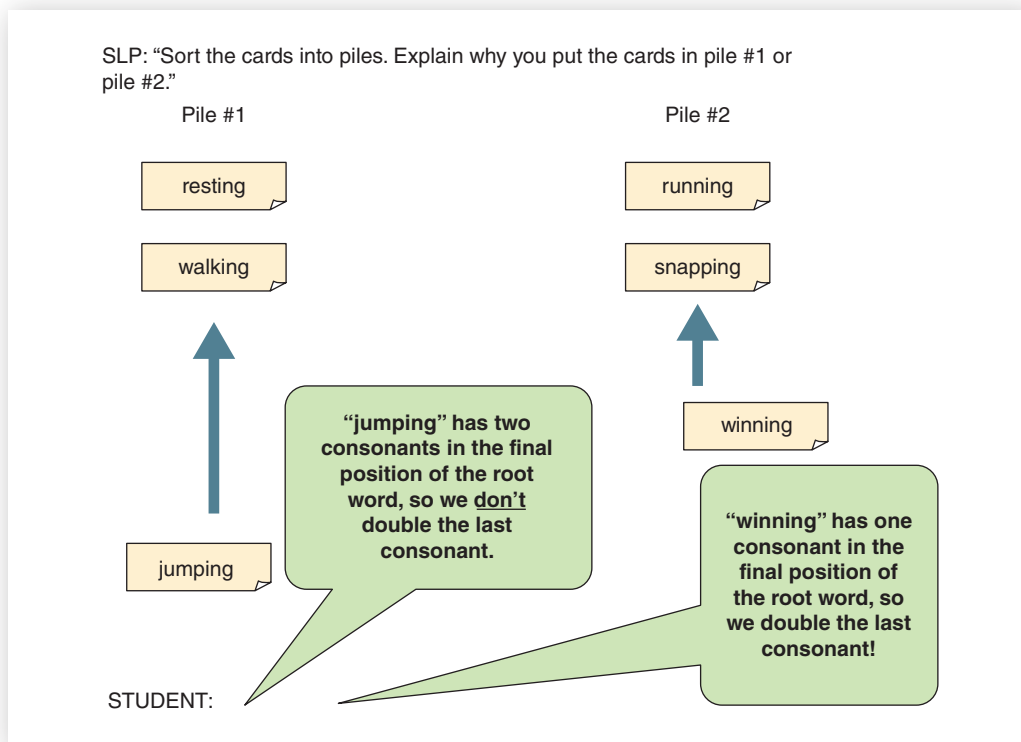 SLP: “Sort the cards into piles. Explain why you put the cards in pile #1 or
pile #2.”
Pile #1
Pile #2
resting
running
walking
snapping
“jumping” has two
consonants in the final
position of the root
word, so we don’t
double the last
consonant.
winning
“winning” has one
consonant in the
final position of
the root word, so
we double the last
consonant!
jumping
STUDENT: